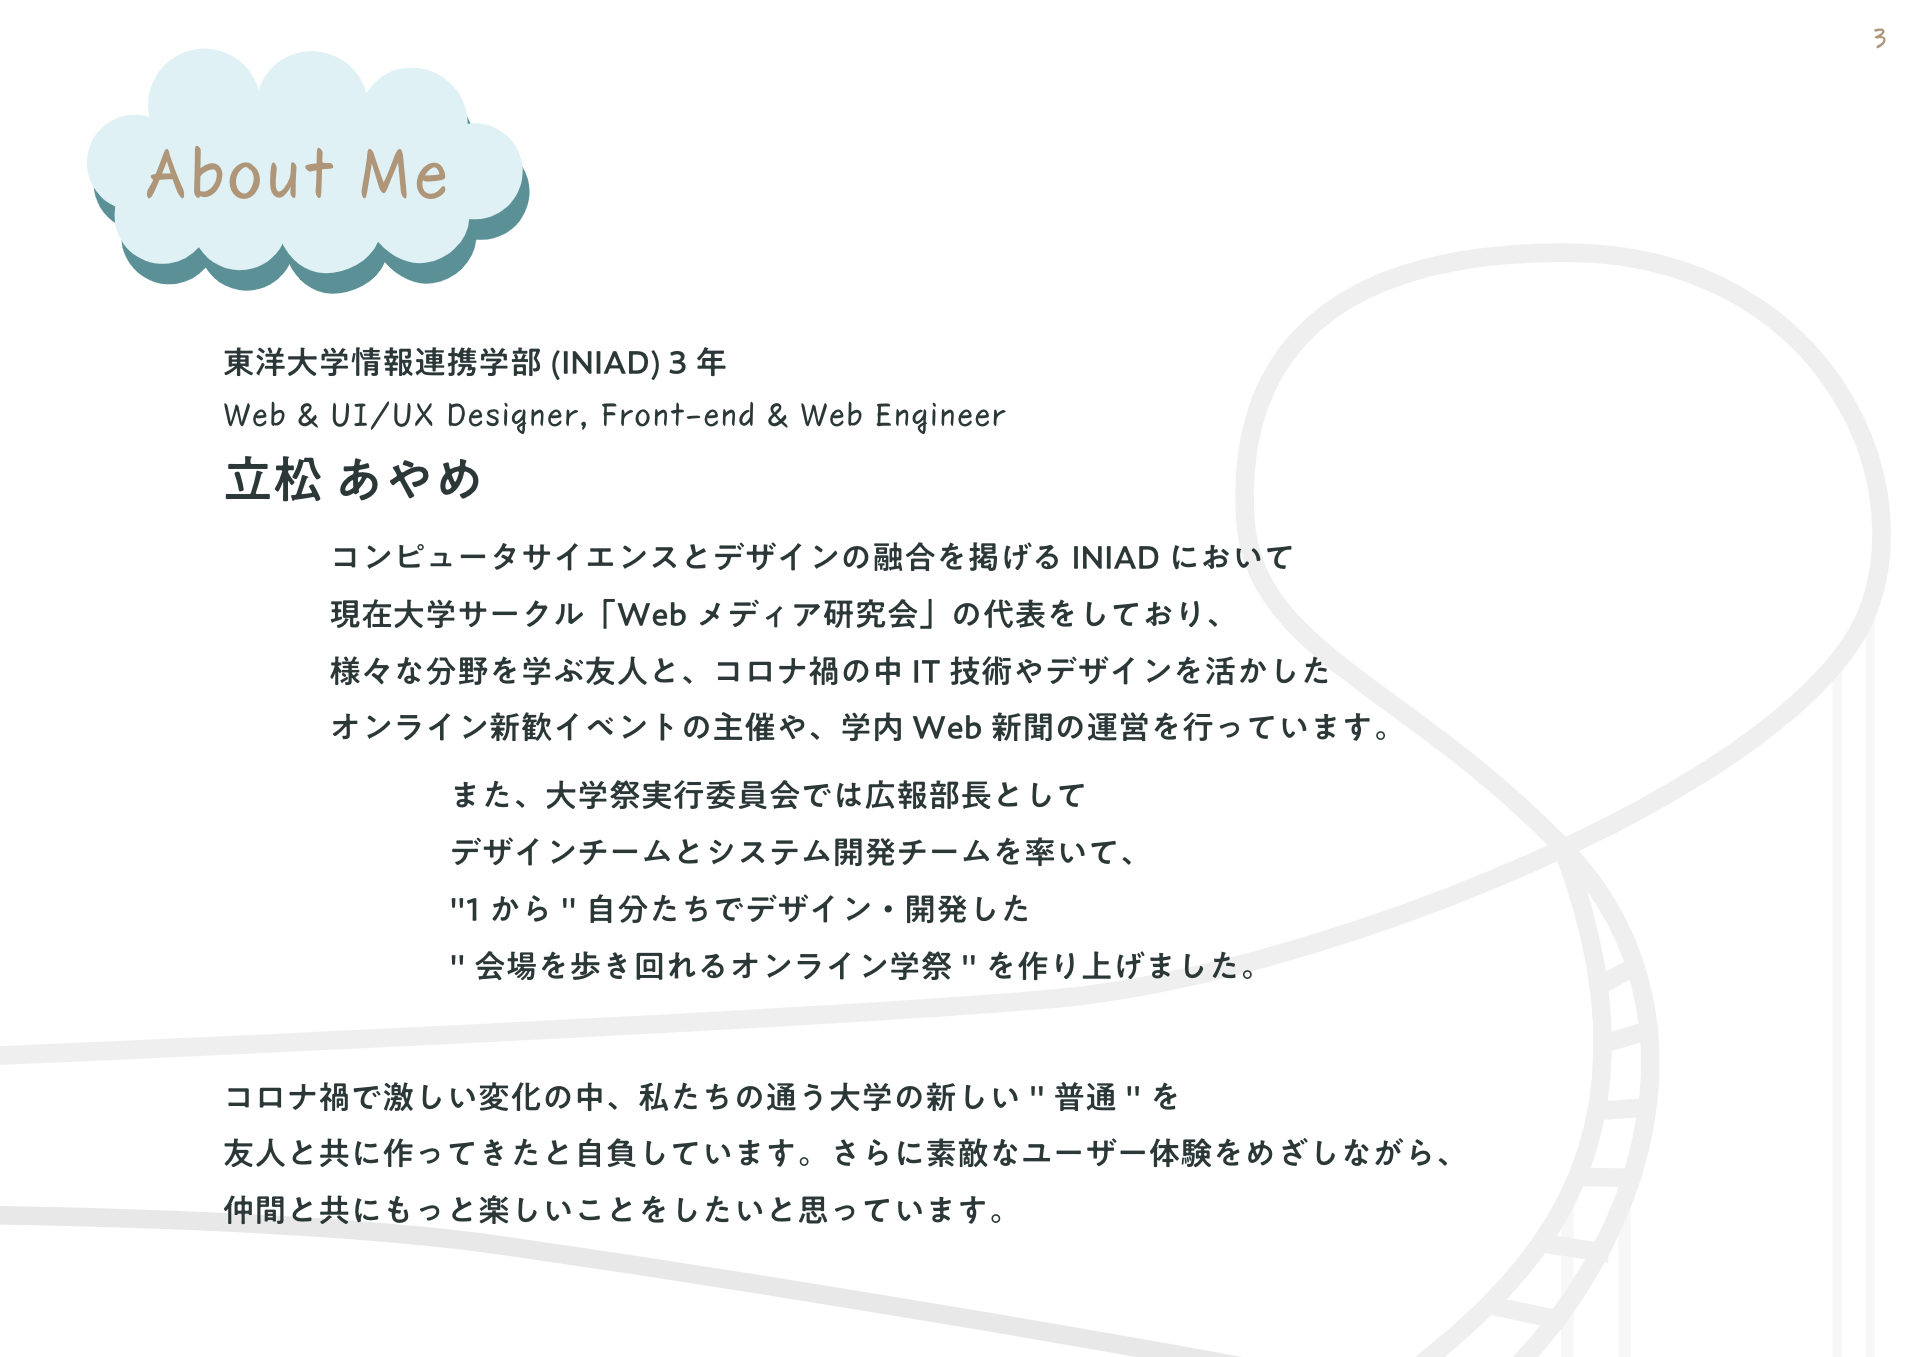 3
About Me
東洋大学情報連携学部 (INIAD) 3 年
Web & UI/UX Designer, Front-end & Web Engineer
立松 あやめ
コンピュータサイエンスとデザインの融合を掲げる INIAD において
現在大学サークル「Web メディア研究会」の代表をしており、
様々な分野を学ぶ友人と、コロナ禍の中 IT 技術やデザインを活かした
オンライン新歓イベントの主催や、学内 Web 新聞の運営を行っています。
また、大学祭実行委員会では広報部長として
デザインチームとシステム開発チームを率いて、
"1 から " 自分たちでデザイン・開発した
" 会場を歩き回れるオンライン学祭 " を作り上げました。
コロナ禍で激しい変化の中、私たちの通う大学の新しい " 普通 " を
友人と共に作ってきたと自負しています。さらに素敵なユーザー体験をめざしながら、
仲間と共にもっと楽しいことをしたいと思っています。